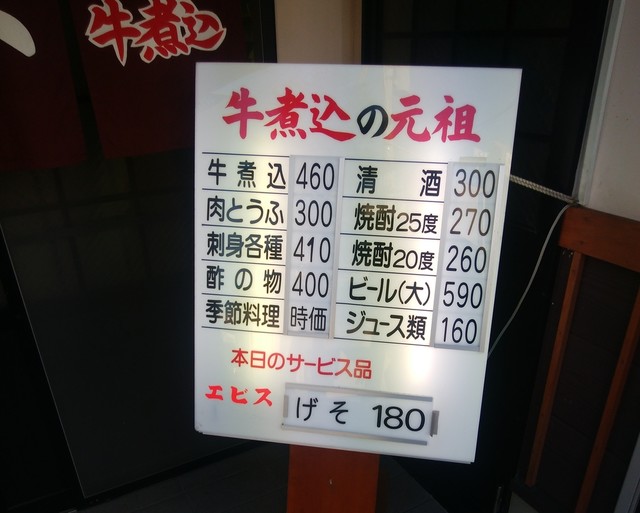 牛煮込
牛煮込の元祖
牛煮込 460
肉とうふ 300
刺身各種 410
酢の物 400
季節料理 時価
清酒 300
焼酎25度 270
焼酎20度 260
ビール(大) 590
ジュース類 160
本日のサービス品
エビス
げそ 180